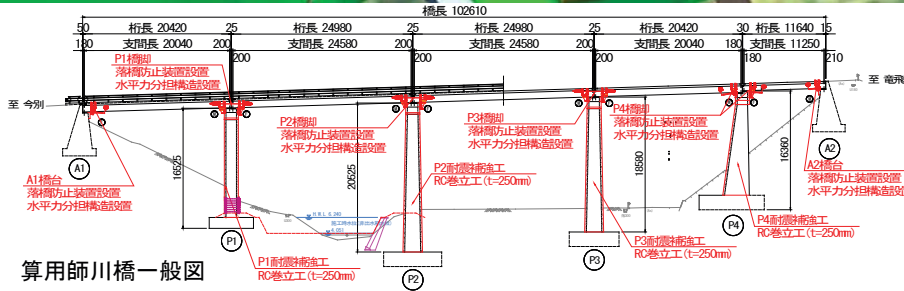 橋長 102610
50 桁長 20420 25 桁長 24980 25 桁長 24980 25 桁長 20420 30 桁長 11640 15
180 支間長 20040 200 支間長 24580 200 支間長 24580 200 支間長 20040 180 支間長 11250 210
200 200 200 180
P1橋脚
落橋防止装置設置
水平力分担構造設置
至 今別
至 竜飛
P2橋脚
落橋防止装置設置
水平力分担構造設置
P3橋脚
落橋防止装置設置
水平力分担構造設置
P4橋脚
落橋防止装置設置
水平力分担構造設置
A1橋台
落橋防止装置設置
水平力分担構造設置
A2橋台
落橋防止装置設置
水平力分担構造設置
16525
20625
18580
16360
H.W.L 6.240
4.051
P2耐震補強工
RC巻立工(t=250mm)
P1耐震補強工
RC巻立工(t=250mm)
P3耐震補強工
RC巻立工(t=250mm)
P4耐震補強工
RC巻立工(t=250mm)
A1
P1
P2
P3
P4
A2
算用師川橋一般図